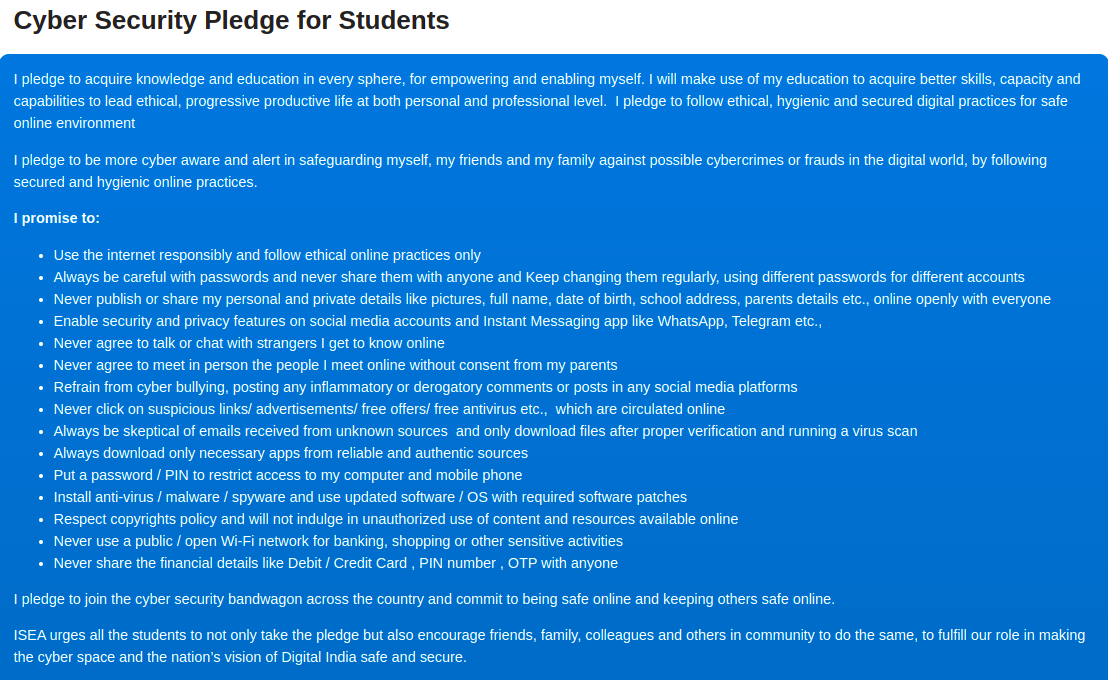 Cyber Security Pledge for Students
I pledge to acquire knowledge and education in every sphere, for empowering and enabling myself. I will make use of my education to acquire better skills, capacity and
capabilities to lead ethical, progressive productive life at both personal and professional level.  I pledge to follow ethical, hygienic and secured digital practices for safe
online environment
I pledge to be more cyber aware and alert in safeguarding myself, my friends and my family against possible cybercrimes or frauds in the digital world, by following
secured and hygienic online practices.
I promise to:
• Use the internet responsibly and follow ethical online practices only
• Always be careful with passwords and never share them with anyone and Keep changing them regularly, using different passwords for different accounts
• Never publish or share my personal and private details like pictures, full name, date of birth, school address, parents details etc., online openly with everyone
• Enable security and privacy features on social media accounts and Instant Messaging app like WhatsApp, Telegram etc.,
• Never agree to talk or chat with strangers I get to know online
• Never agree to meet in person the people I meet online without consent from my parents
• Refrain from cyber bullying, posting any inflammatory or derogatory comments or posts in any social media platforms
• Never click on suspicious links/ advertisements/ free offers/ free antivirus etc.,  which are circulated online
• Always be skeptical of emails received from unknown sources  and only download files after proper verification and running a virus scan
• Always download only necessary apps from reliable and authentic sources
• Put a password / PIN to restrict access to my computer and mobile phone
• Install anti-virus / malware / spyware and use updated software / OS with required software patches
• Respect copyrights policy and will not indulge in unauthorized use of content and resources available online
• Never use a public / open Wi-Fi network for banking, shopping or other sensitive activities
• Never share the financial details like Debit / Credit Card , PIN number , OTP with anyone
I pledge to join the cyber security bandwagon across the country and commit to being safe online and keeping others safe online.
ISEA urges all the students to not only take the pledge but also encourage friends, family, colleagues and others in community to do the same, to fulfill our role in making
the cyber space and the nation’s vision of Digital India safe and secure.